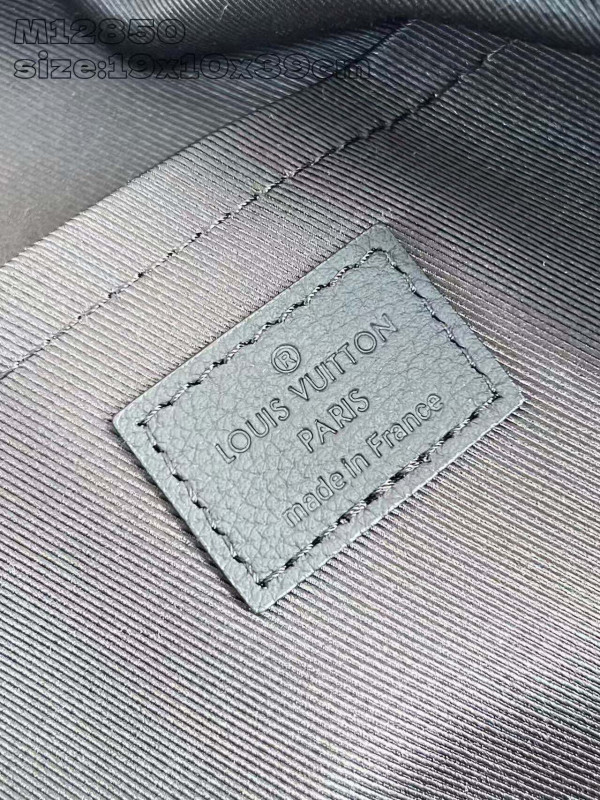 M12850
size:19x10x39cm
®
LOUIS VUITTON
PARIS
made in France